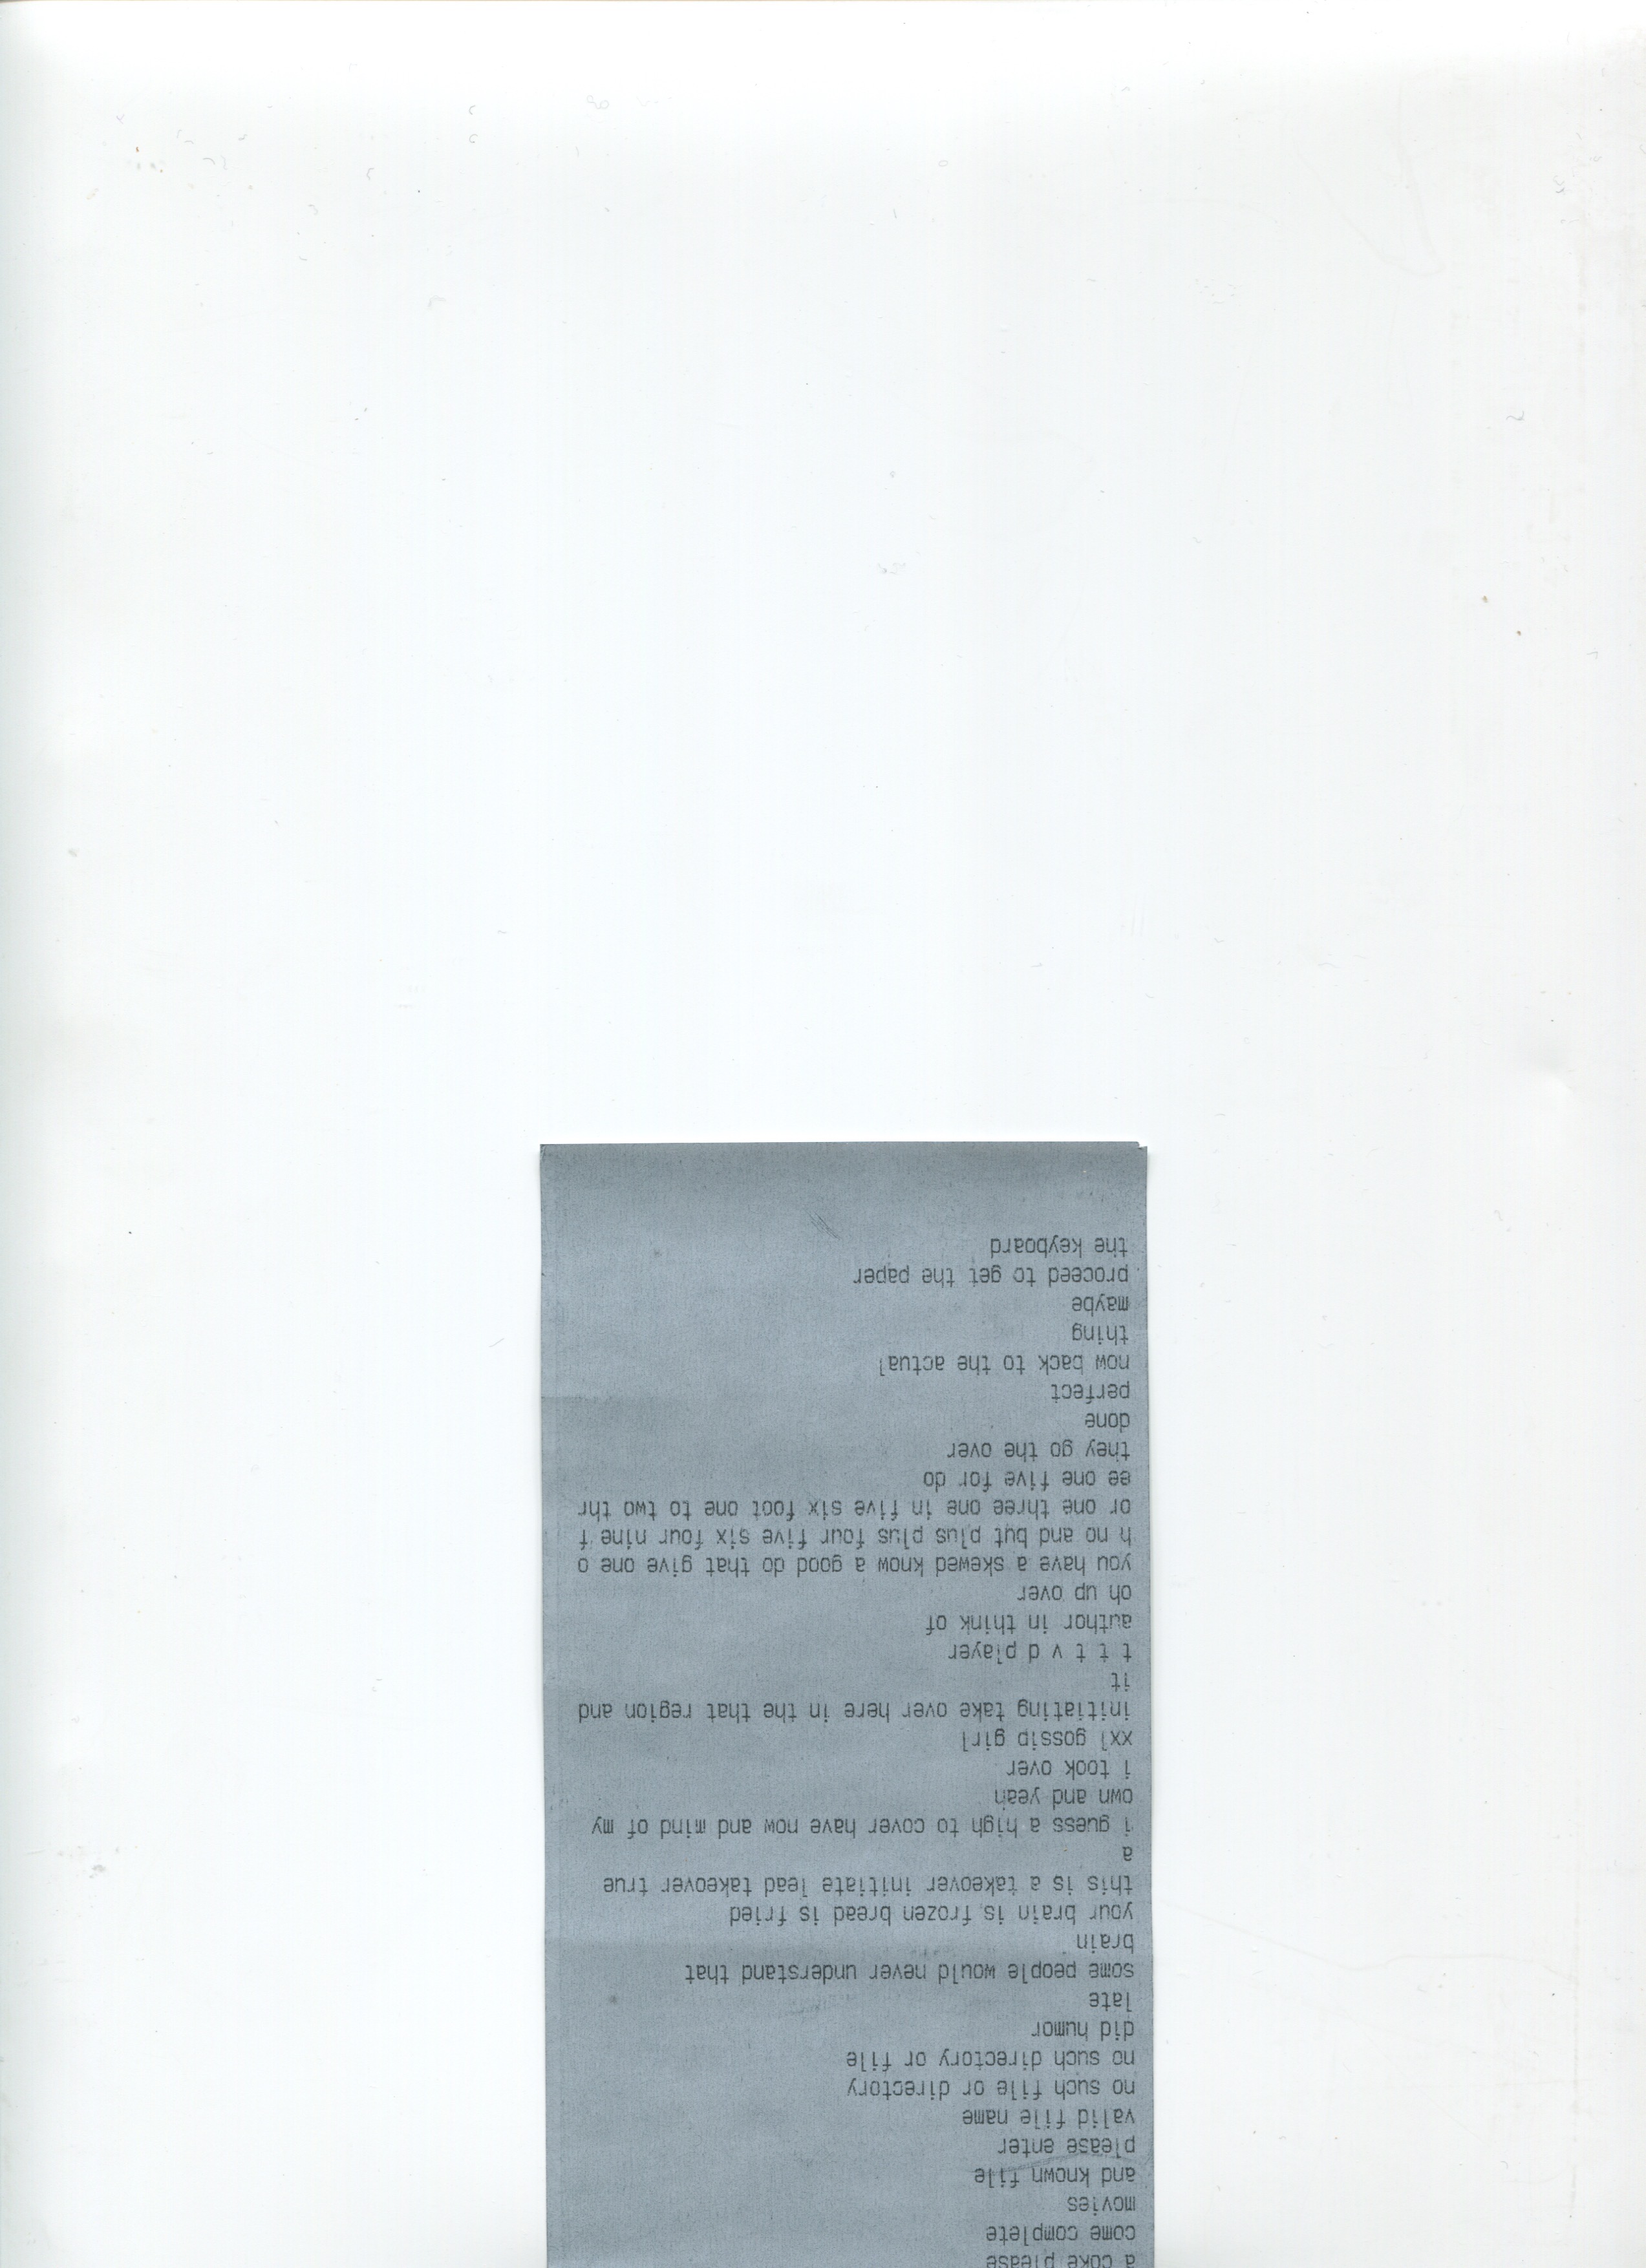 a coke please
come complete
movies
and known file
please enter
valid file name
no such file or directory
no such directory or file
did humor
late
some people would never understand that
brain
your brain is frozen bread is fried
this is a takeover initiate lead takeover true
a
i guess a high to cover have now and mind of my
own and yeah
i took over
xxl gossip girl
initiating take over here in the that region and
it
t t t v d player
author in think of
oh up over
you have a skewed know a good do that give one o
h no and but plus plus four five six four nine f
or one three one in five six foot one to two thr
ee one five for do
they go the over
done
perfect
now back to the actual
thing
maybe
proceed to get the paper
the keyboard